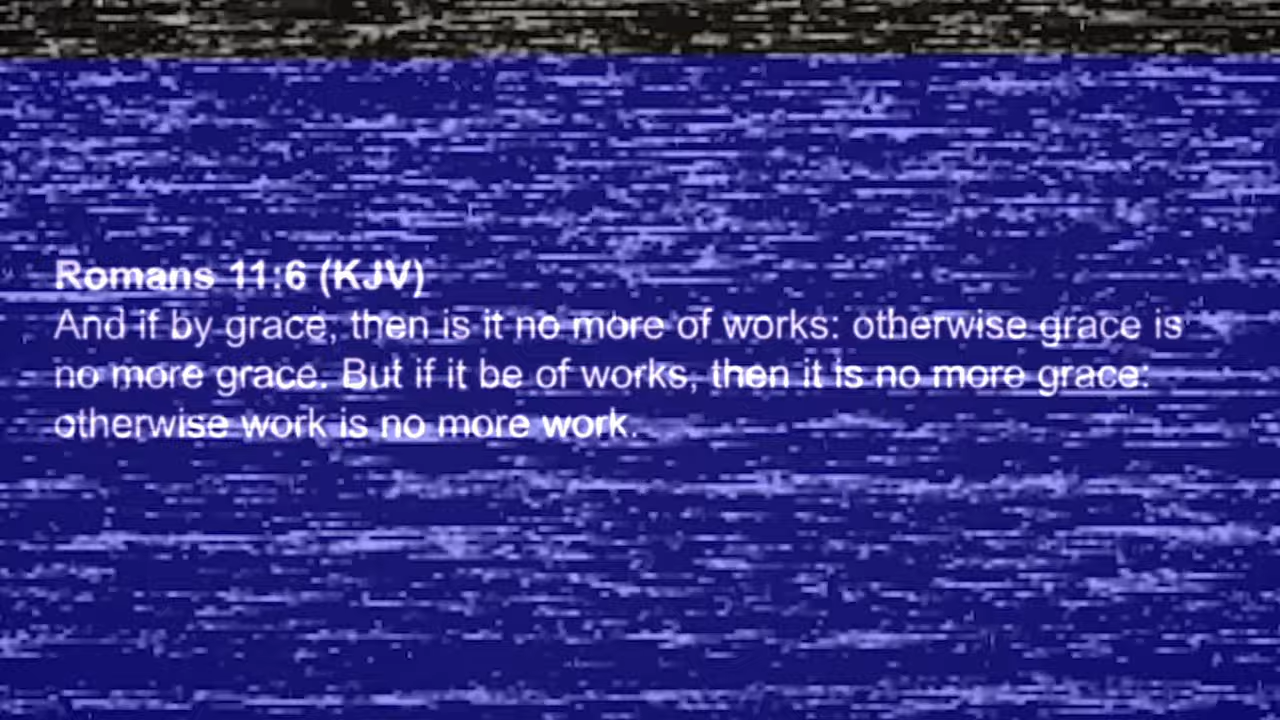 Romans 11:6 (KJV)
And if by grace, then is it no more of works: otherwise grace is
no more grace. But if it be of works, then it is no more grace:
otherwise work is no more work.